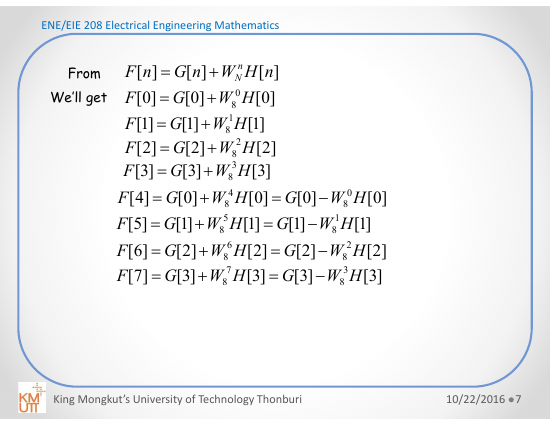 ENE/EIE 208 Electrical Engineering Mathematics
From F[n] = G[n] + W_N^n H[n]
We'll get F[0] = G[0] + W_8^0 H[0]
F[1] = G[1] + W_8^1 H[1]
F[2] = G[2] + W_8^2 H[2]
F[3] = G[3] + W_8^3 H[3]
F[4] = G[0] + W_8^4 H[0] = G[0] − W_8^0 H[0]
F[5] = G[1] + W_8^5 H[1] = G[1] − W_8^1 H[1]
F[6] = G[2] + W_8^6 H[2] = G[2] − W_8^2 H[2]
F[7] = G[3] + W_8^7 H[3] = G[3] − W_8^3 H[3]
KMUTT King Mongkut's University of Technology Thonburi 10/22/2016 ●7